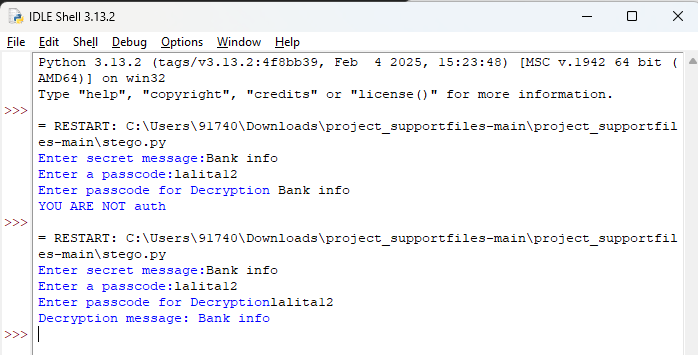 IDLE Shell 3.13.2
File Edit Shell Debug Options Window Help
Python 3.13.2 (tags/v3.13.2:4f8bb39, Feb  4 2025, 15:23:48) [MSC v.1942 64 bit (
AMD64)] on win32
Type "help", "copyright", "credits" or "license()" for more information.
>>>
= RESTART: C:\Users\91740\Downloads\project_supportfiles-main\project_supportfil
es-main\stego.py
Enter secret message:Bank info
Enter a passcode:lalita12
Enter passcode for Decryption Bank info
YOU ARE NOT auth
>>>
= RESTART: C:\Users\91740\Downloads\project_supportfiles-main\project_supportfil
es-main\stego.py
Enter secret message:Bank info
Enter a passcode:lalita12
Enter passcode for Decryptionlalita12
Decryption message: Bank info
>>>